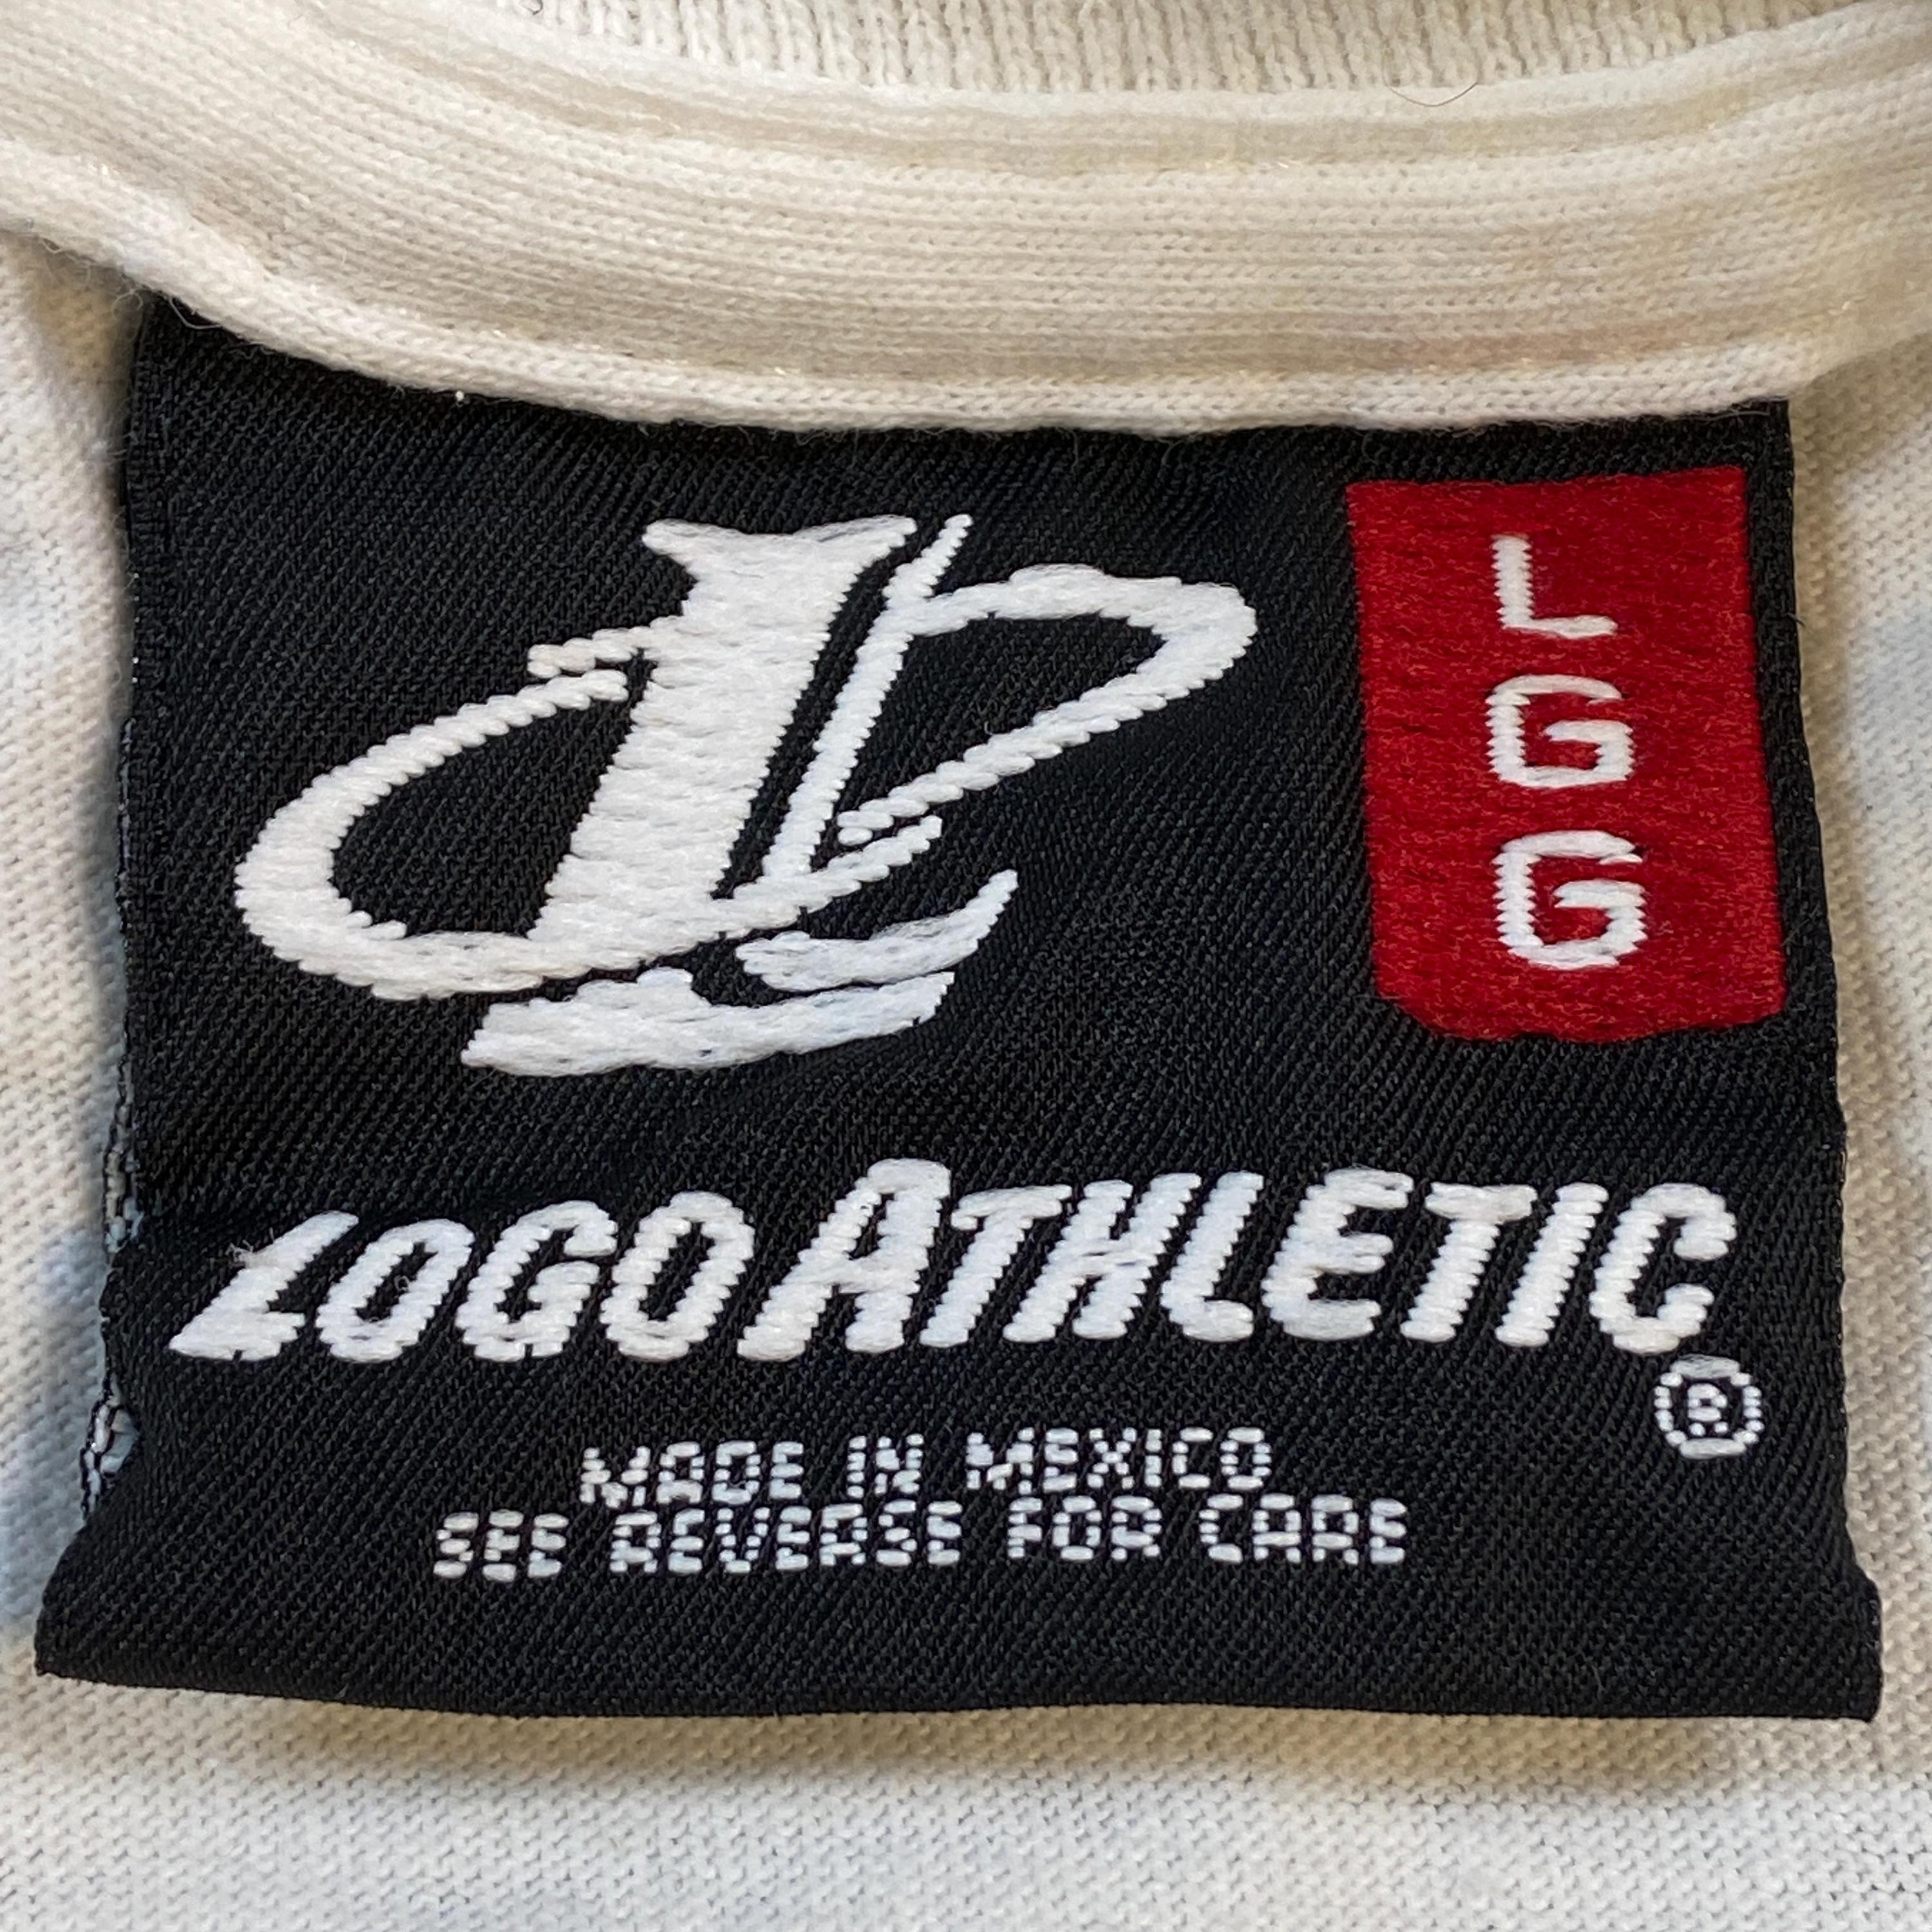 L
G
G
LOGO ATHLETIC
®
MADE IN MEXICO
SEE REVERSE FOR CARE